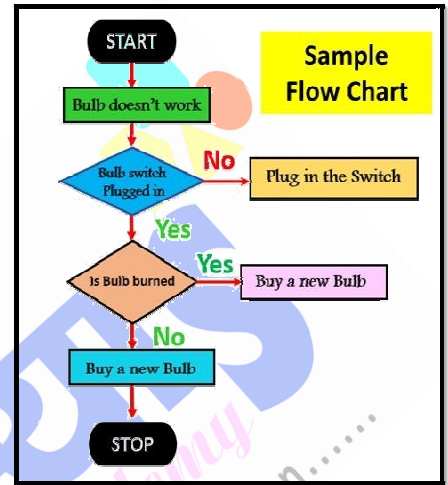 START
Sample
Flow Chart
Bulb doesn't work
Bulb switch
Plugged in
No
Plug in the Switch
Yes
Is Bulb burned
Yes
Buy a new Bulb
No
Buy a new Bulb
STOP